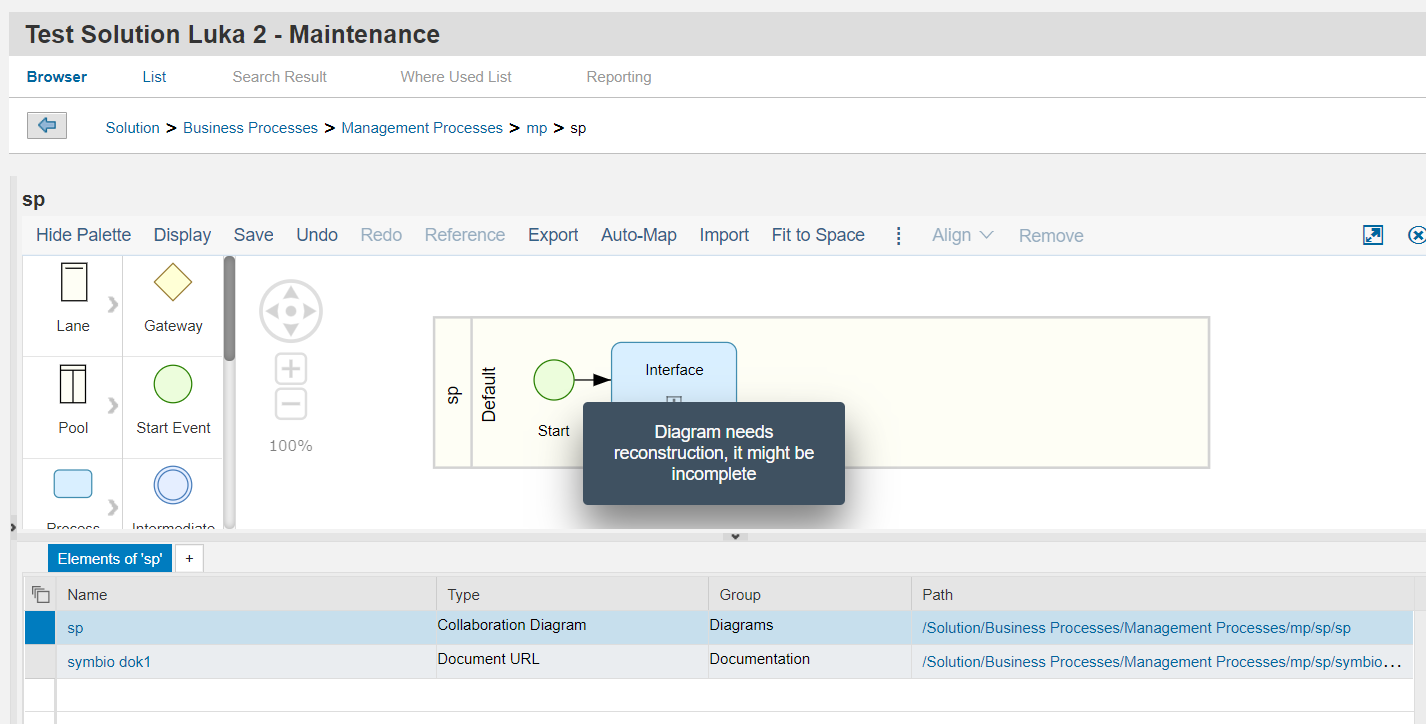 Test Solution Luka 2 - Maintenance
Browser List Search Result Where Used List Reporting
Solution > Business Processes > Management Processes > mp > sp
sp
Hide Palette Display Save Undo Redo Reference Export Auto-Map Import Fit to Space Align Remove
Lane Gateway
Pool Start Event
Process Intermediate
100%
sp
Default
Start
Interface
Diagram needs
reconstruction, it might be
incomplete
Elements of 'sp' +
Name Type Group Path
sp Collaboration Diagram Diagrams /Solution/Business Processes/Management Processes/mp/sp/sp
symbio dok1 Document URL Documentation /Solution/Business Processes/Management Processes/mp/sp/symbio...